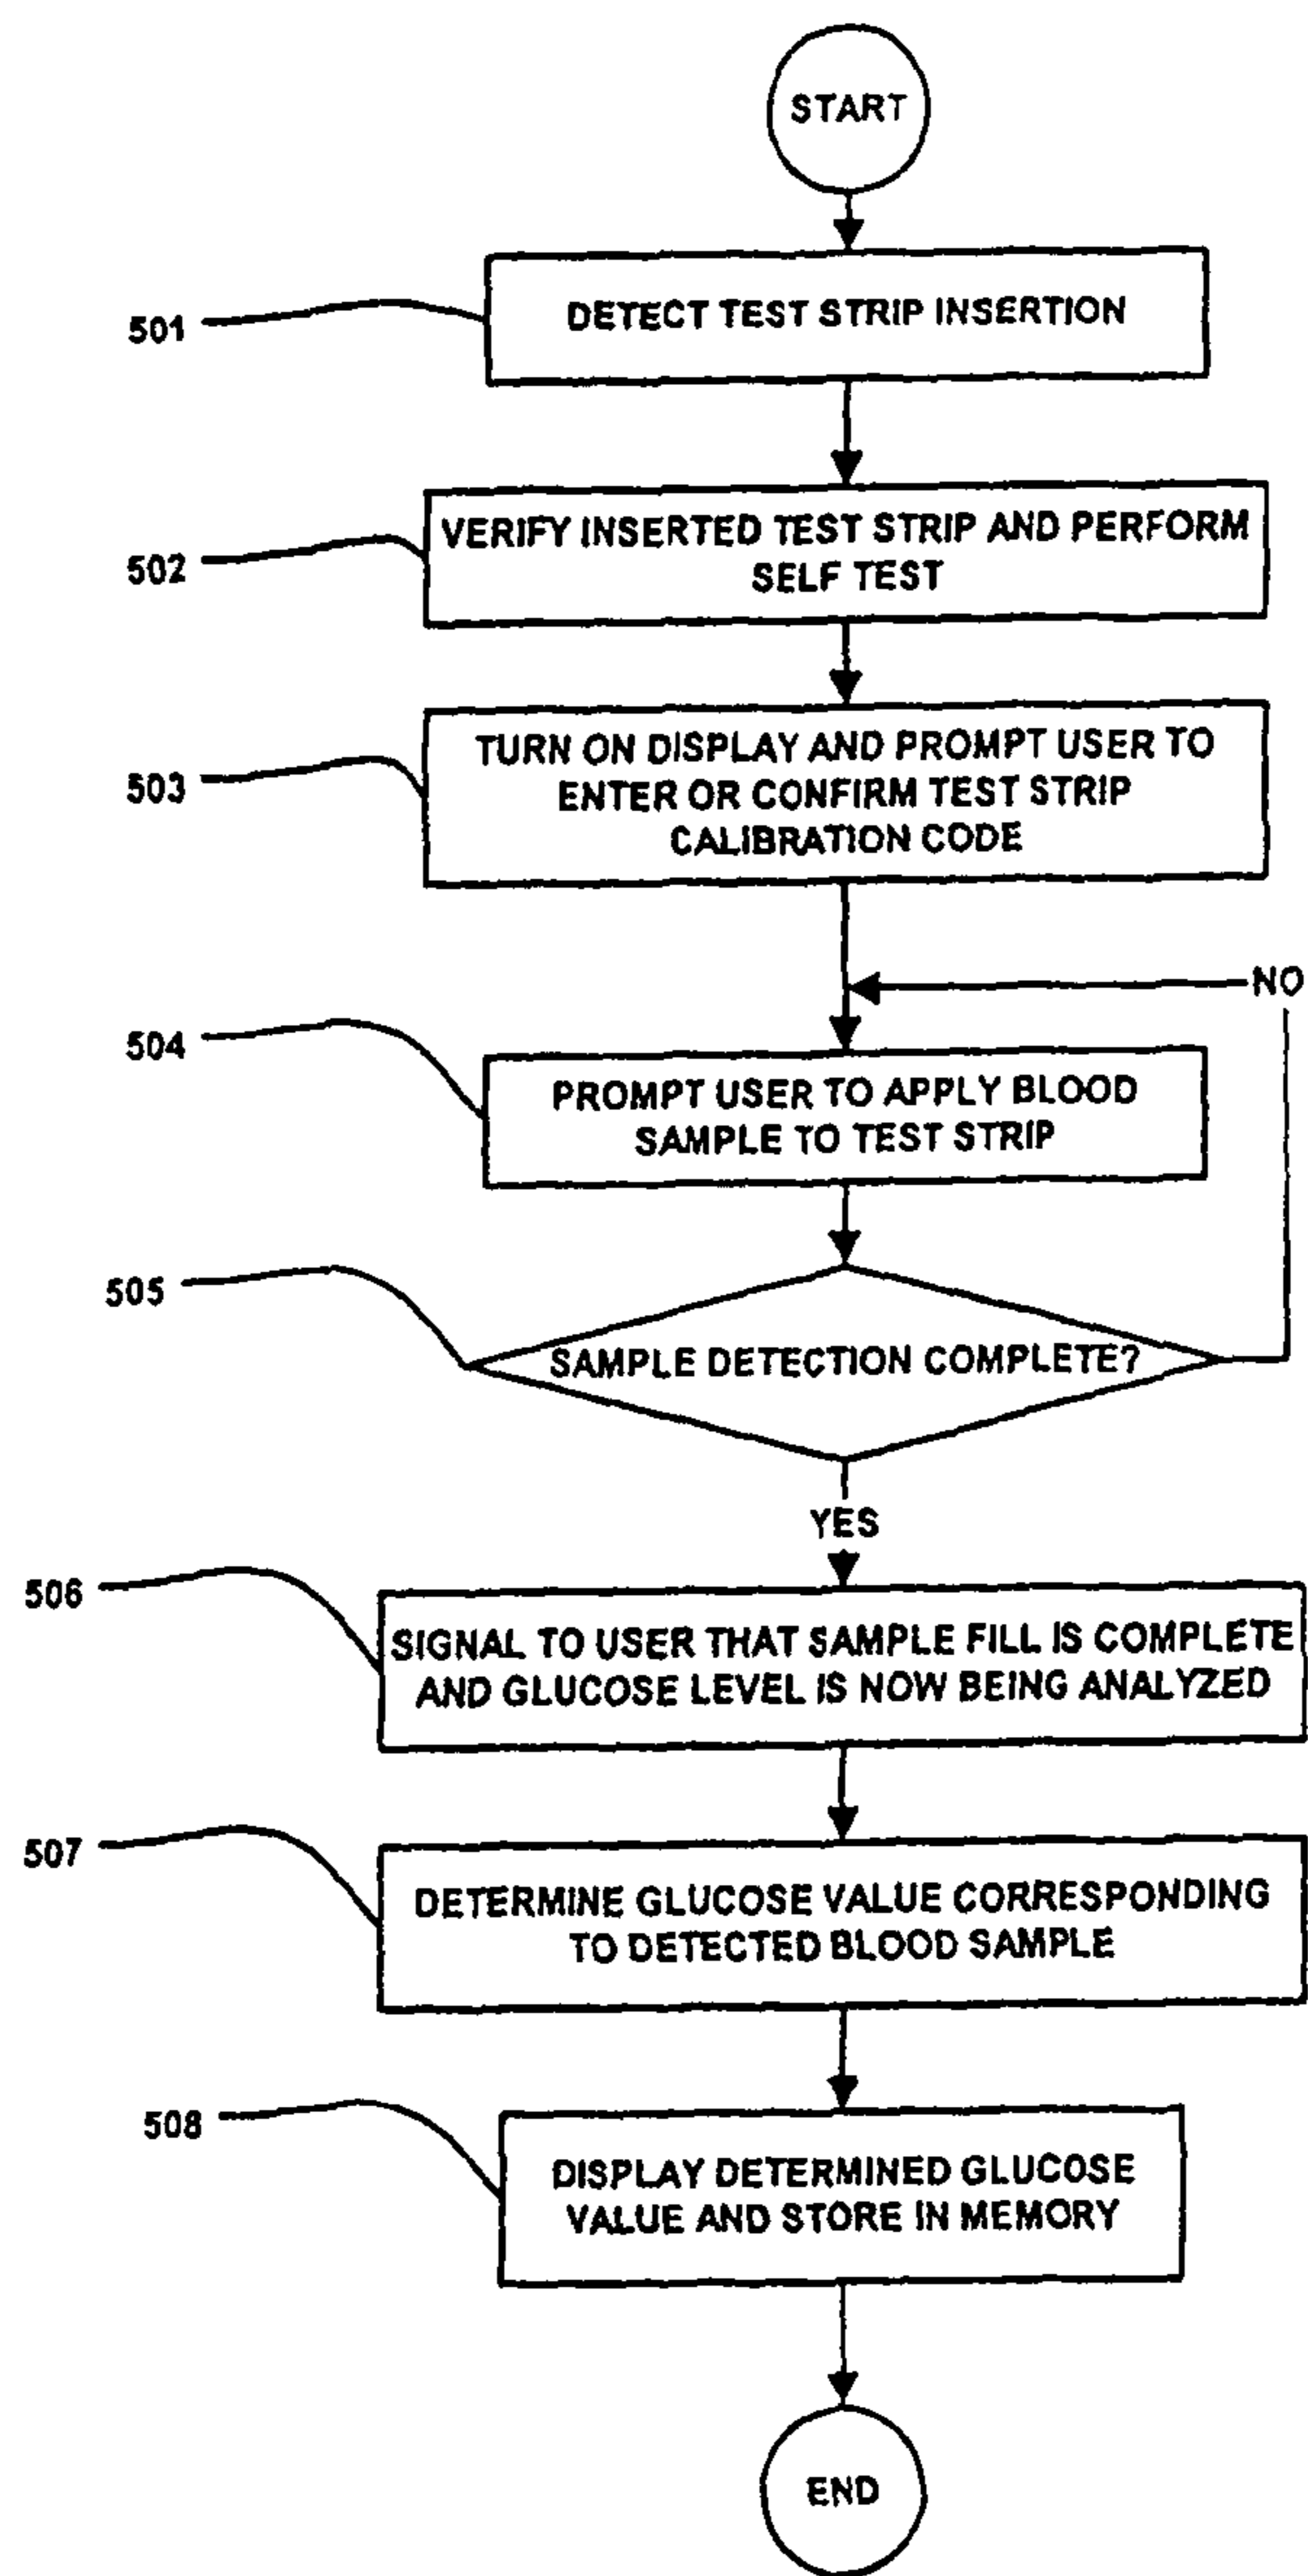 START
501
DETECT TEST STRIP INSERTION
502
VERIFY INSERTED TEST STRIP AND PERFORM
SELF TEST
503
TURN ON DISPLAY AND PROMPT USER TO
ENTER OR CONFIRM TEST STRIP
CALIBRATION CODE
NO
504
PROMPT USER TO APPLY BLOOD
SAMPLE TO TEST STRIP
505
SAMPLE DETECTION COMPLETE?
YES
506
SIGNAL TO USER THAT SAMPLE FILL IS COMPLETE
AND GLUCOSE LEVEL IS NOW BEING ANALYZED
507
DETERMINE GLUCOSE VALUE CORRESPONDING
TO DETECTED BLOOD SAMPLE
508
DISPLAY DETERMINED GLUCOSE
VALUE AND STORE IN MEMORY
END